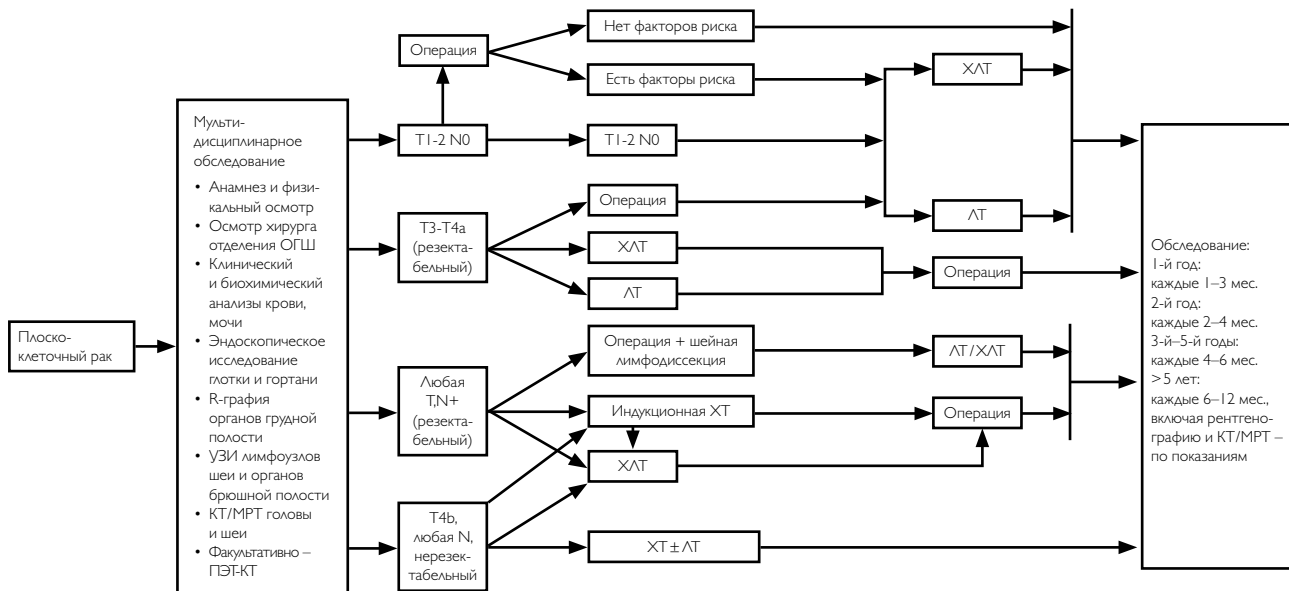 Плоско-
клеточный рак
Мульти-
дисциплинарное
обследование
• Анамнез и физи-
кальный осмотр
• Осмотр хирурга
отделения ОГШ
• Клинический
и биохимический
анализы крови,
мочи
• Эндоскопическое
исследование
глотки и гортани
• R-графия
органов грудной
полости
• УЗИ лимфоузлов
шеи и органов
брюшной полости
• КТ/МРТ головы
и шеи
• Факультативно –
ПЭТ-КТ
Операция
Т1-2 N0
Т3-Т4а
(резекта-
бельный)
Любая
Т,N+
(резекта-
бельный)
Т4b,
любая N,
нерезек-
табельный
Нет факторов риска
Есть факторы риска
Т1-2 N0
Операция
ХЛТ
ЛТ
Операция + шейная
лимфодиссекция
Индукционная ХТ
ХЛТ
ХТ ± ЛТ
ХЛТ
ЛТ
Операция
ЛТ/ХЛТ
Операция
Обследование:
1-й год:
каждые 1–3 мес.
2-й год:
каждые 2–4 мес.
3-й–5-й годы:
каждые 4–6 мес.
>5 лет:
каждые 6–12 мес.,
включая рентгено-
графию и КТ/МРТ –
по показаниям